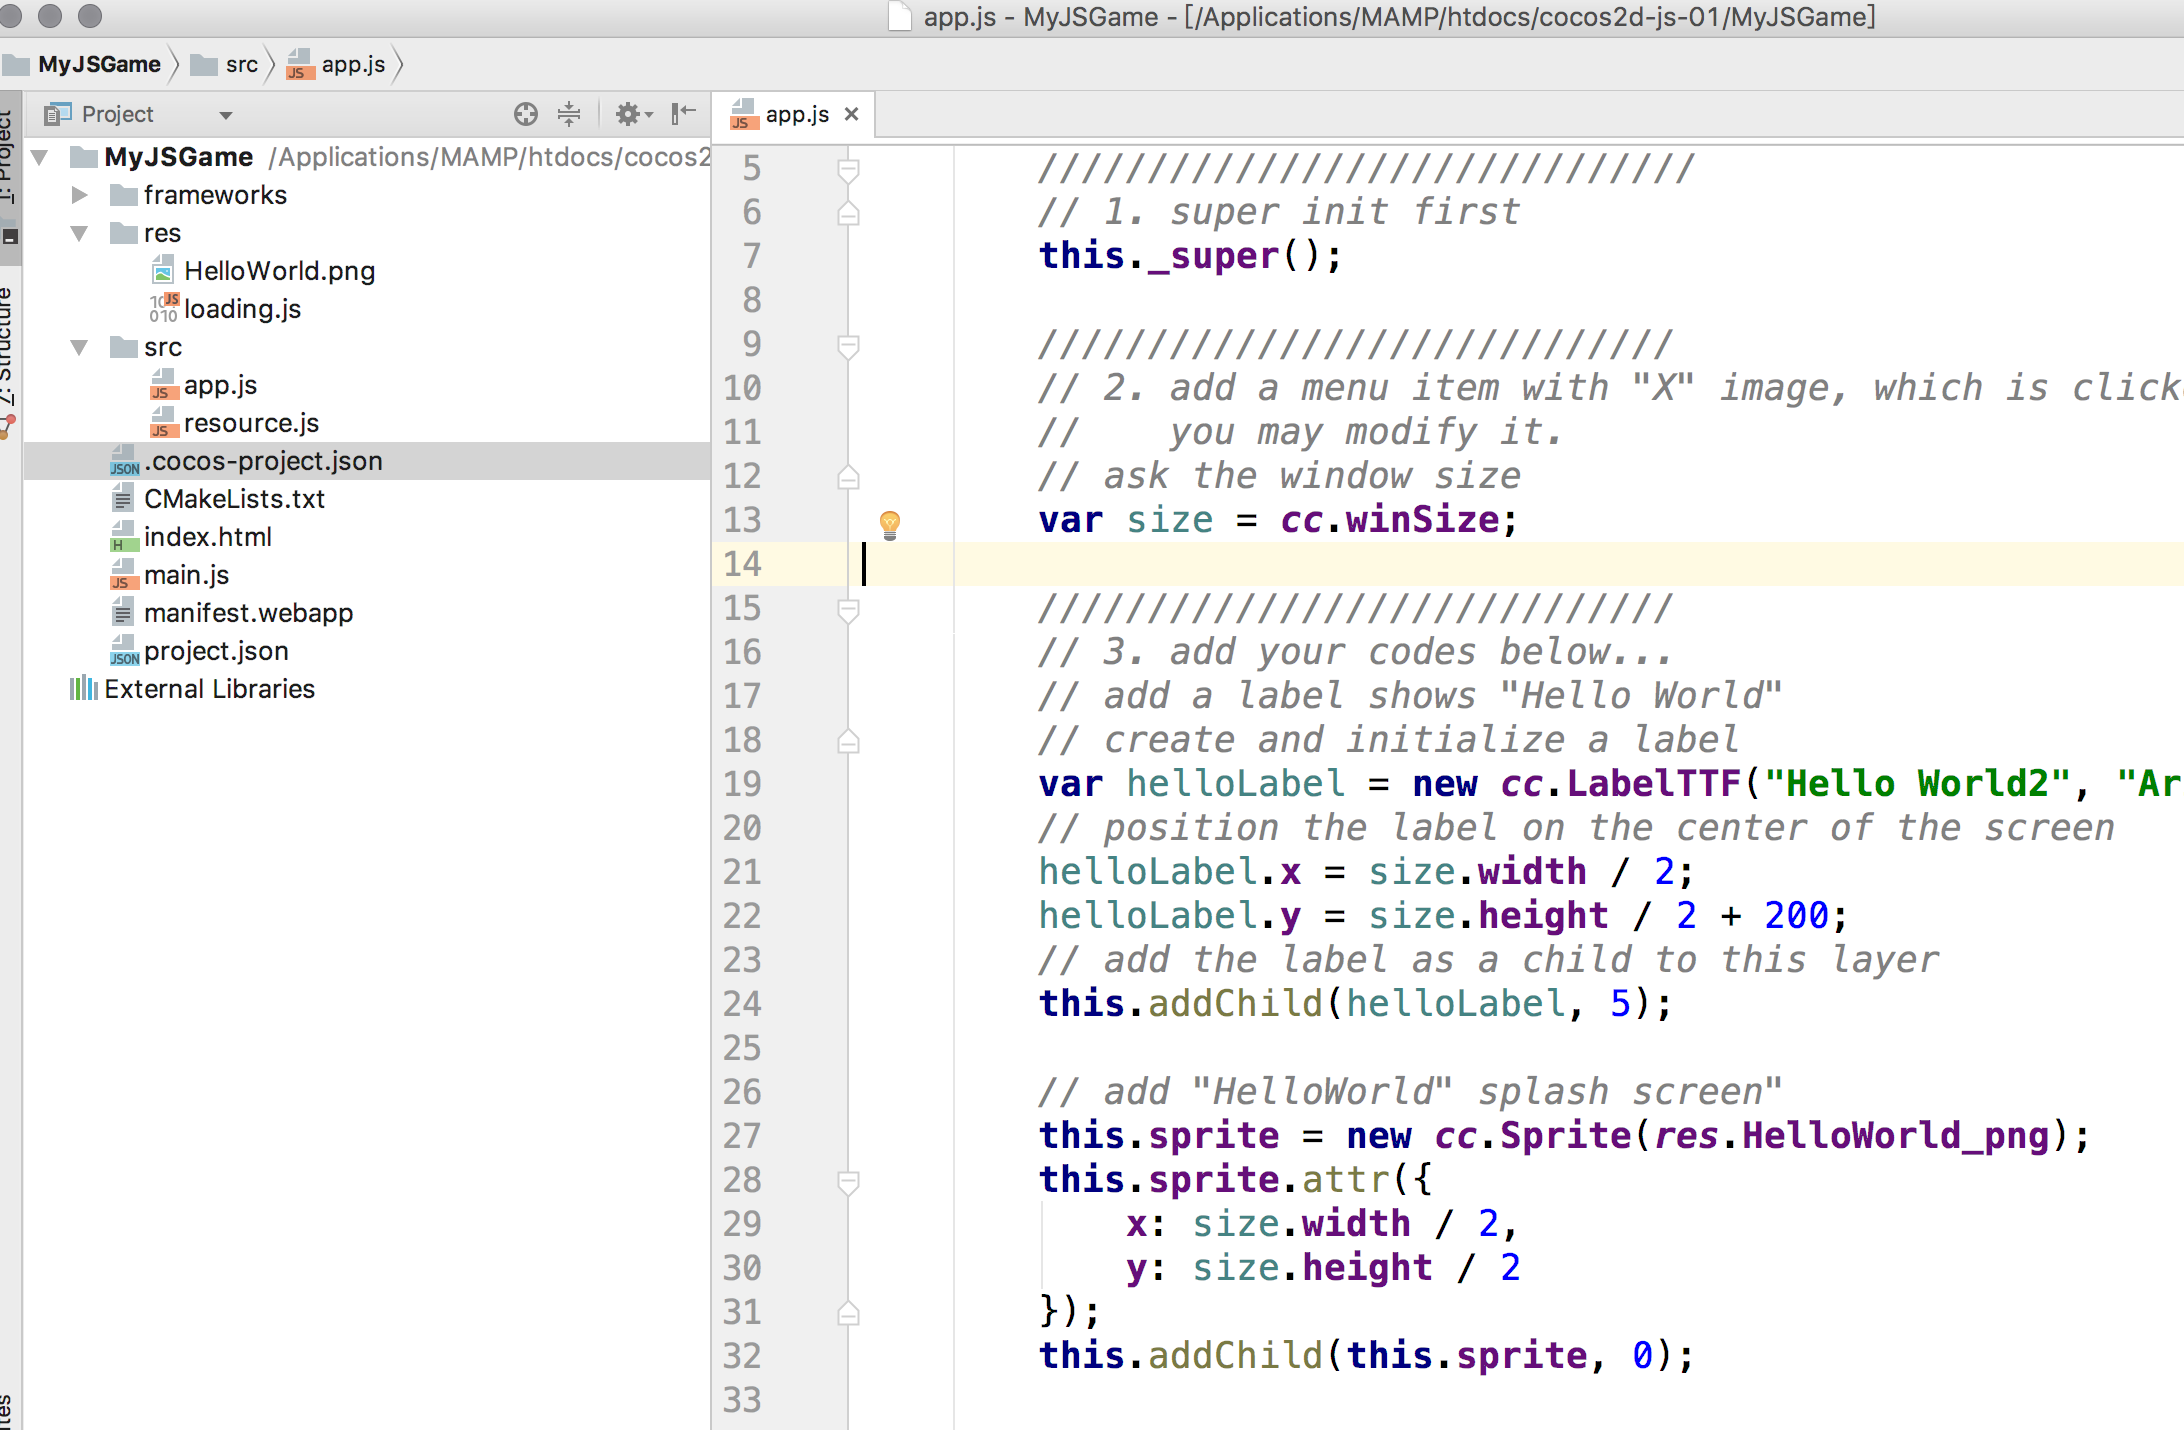 app.js - MyJSGame - [/Applications/MAMP/htdocs/cocos2d-js-01/MyJSGame]
MyJSGame src app.js
Project
app.js
1: Project
7: Structure
MyJSGame /Applications/MAMP/htdocs/cocos2
frameworks
res
HelloWorld.png
loading.js
src
app.js
resource.js
.cocos-project.json
CMakeLists.txt
index.html
main.js
manifest.webapp
project.json
External Libraries
5 //////////////////////////////
6 // 1. super init first
7 this._super();
8
9 /////////////////////////////
10 // 2. add a menu item with "X" image, which is click
11 //    you may modify it.
12 // ask the window size
13 var size = cc.winSize;
14
15 /////////////////////////////
16 // 3. add your codes below...
17 // add a label shows "Hello World"
18 // create and initialize a label
19 var helloLabel = new cc.LabelTTF("Hello World2", "Ar
20 // position the label on the center of the screen
21 helloLabel.x = size.width / 2;
22 helloLabel.y = size.height / 2 + 200;
23 // add the label as a child to this layer
24 this.addChild(helloLabel, 5);
25
26 // add "HelloWorld" splash screen"
27 this.sprite = new cc.Sprite(res.HelloWorld_png);
28 this.sprite.attr({
29     x: size.width / 2,
30     y: size.height / 2
31 });
32 this.addChild(this.sprite, 0);
33